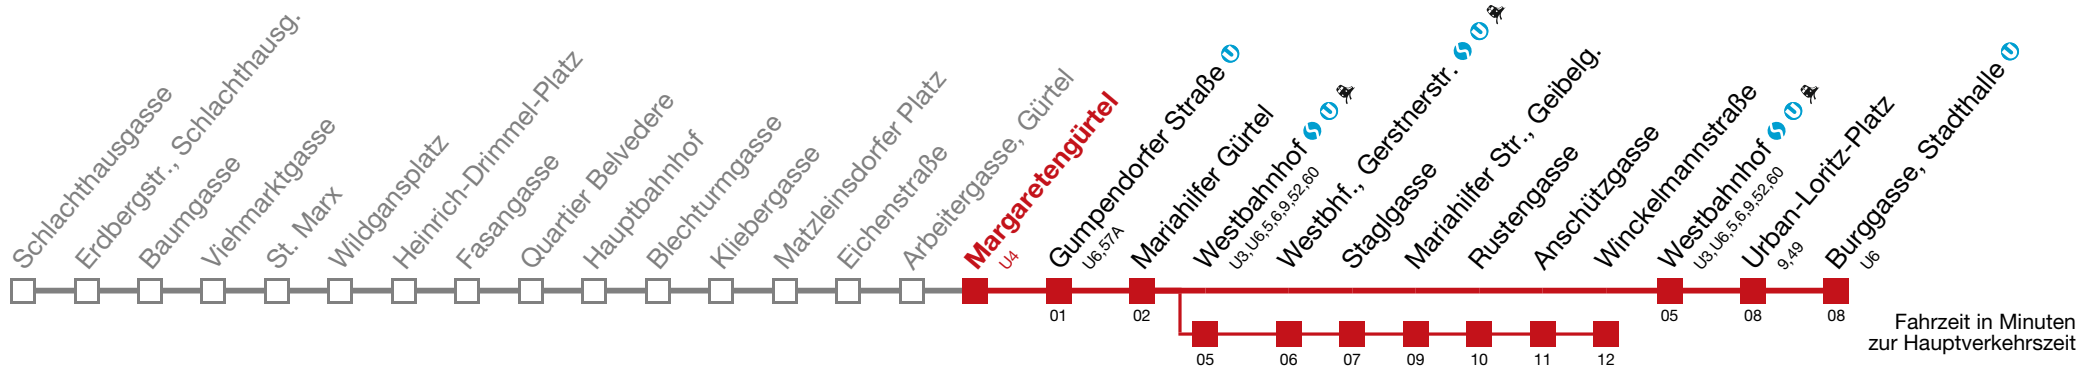 Schlachthausgasse
Erdbergstr., Schlachthausg.
Baumgasse
Viehmarktgasse
St. Marx
Wildgansplatz
Heinrich-Drimmel-Platz
Fasangasse
Quartier Belvedere
Hauptbahnhof
Blechturmgasse
Kliebergasse
Matzleinsdorfer Platz
Eichenstraße
Arbeitergasse, Gürtel
Margaretengürtel
U4
Gumpendorfer Straße U
U6,57A
Mariahilfer Gürtel
Westbahnhof S U
U3,U6,5,6,9,52,60
Westbhf., Gerstnerstr. S U
Staglgasse
Mariahilfer Str., Geibelg.
Rustengasse
Anschützgasse
Winckelmannstraße
Westbahnhof S U
U3,U6,5,6,9,52,60
Urban-Loritz-Platz
9,49
Burggasse, Stadthalle U
U6
01 02 05 08 08
05 06 07 09 10 11 12
Fahrzeit in Minuten
zur Hauptverkehrszeit